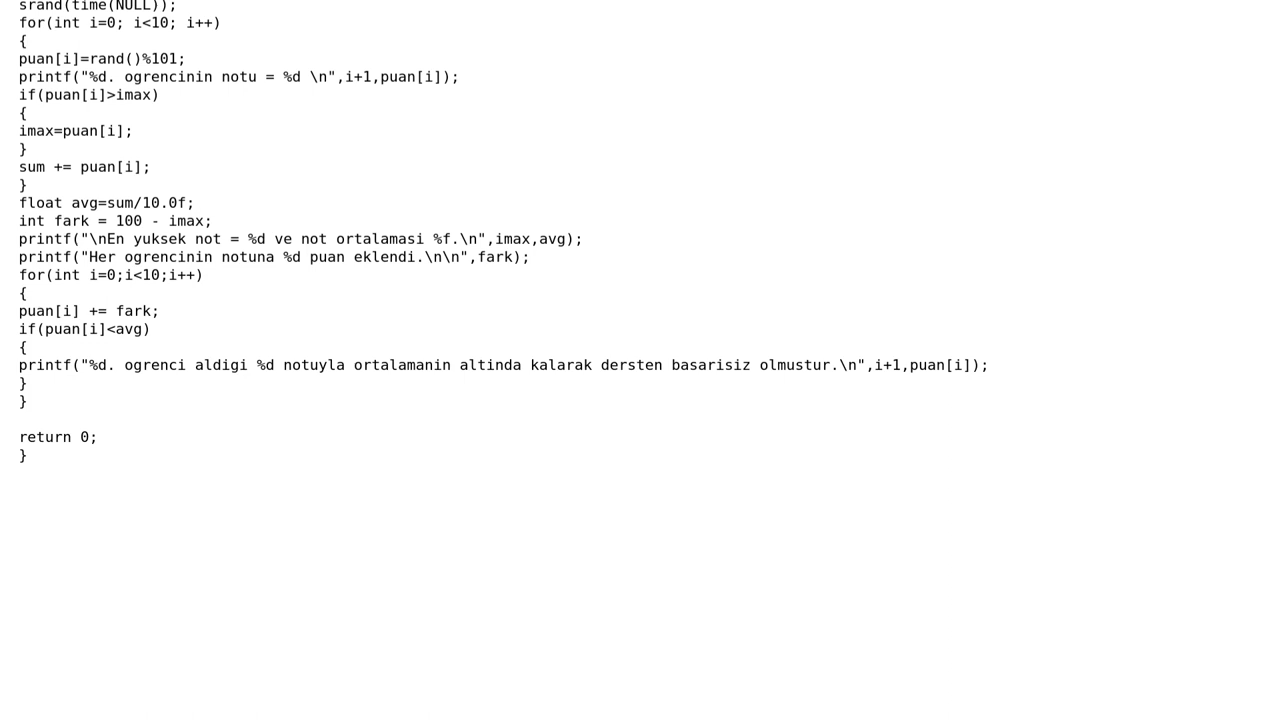 srand(time(NULL));
for(int i=0; i<10; i++)
{
puan[i]=rand()%101;
printf("%d. ogrencinin notu = %d \n",i+1,puan[i]);
if(puan[i]>imax)
{
imax=puan[i];
}
sum += puan[i];
}
float avg=sum/10.0f;
int fark = 100 - imax;
printf("\nEn yuksek not = %d ve not ortalamasi %f.\n",imax,avg);
printf("Her ogrencinin notuna %d puan eklendi.\n\n",fark);
for(int i=0;i<10;i++)
{
puan[i] += fark;
if(puan[i]<avg)
{
printf("%d. ogrenci aldigi %d notuyla ortalamanin altinda kalarak dersten basarisiz olmustur.\n",i+1,puan[i]);
}
}
return 0;
}